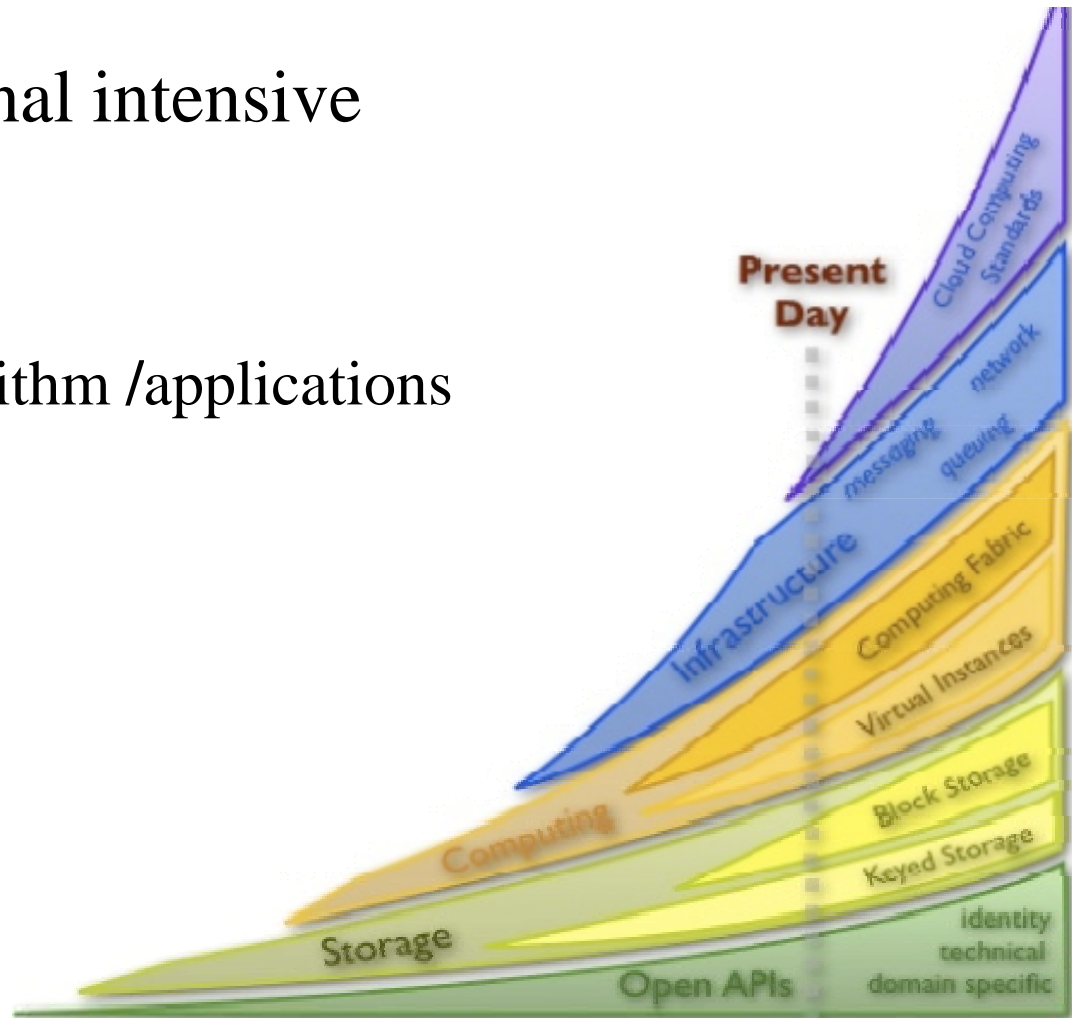 nal intensive
ithm /applications
Present
Day
Cloud Computing
Standards
network
messaging
queuing
Infrastructure
Computing Fabric
Virtual Instances
Computing
Block Storage
Keyed Storage
Storage
identity
technical
domain specific
Open APIs